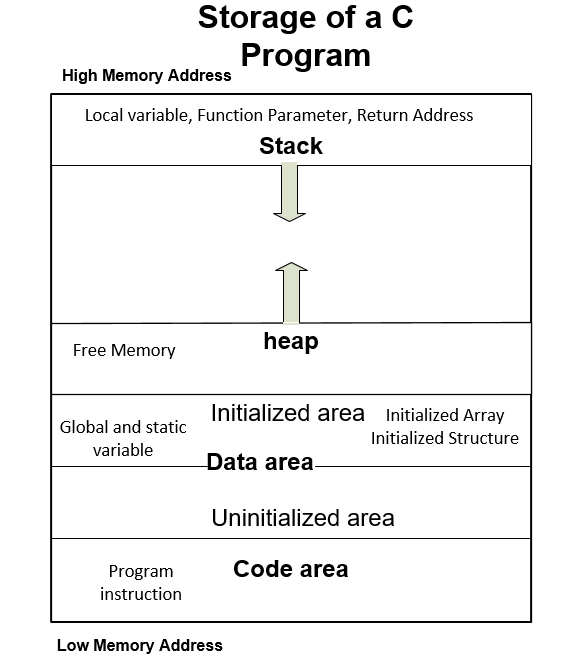 Storage of a C
Program
High Memory Address
Local variable, Function Parameter, Return Address
Stack
heap
Free Memory
Initialized area
Initialized Array
Global and static
Initialized Structure
variable
Data area
Uninitialized area
Code area
Program
instruction
Low Memory Address